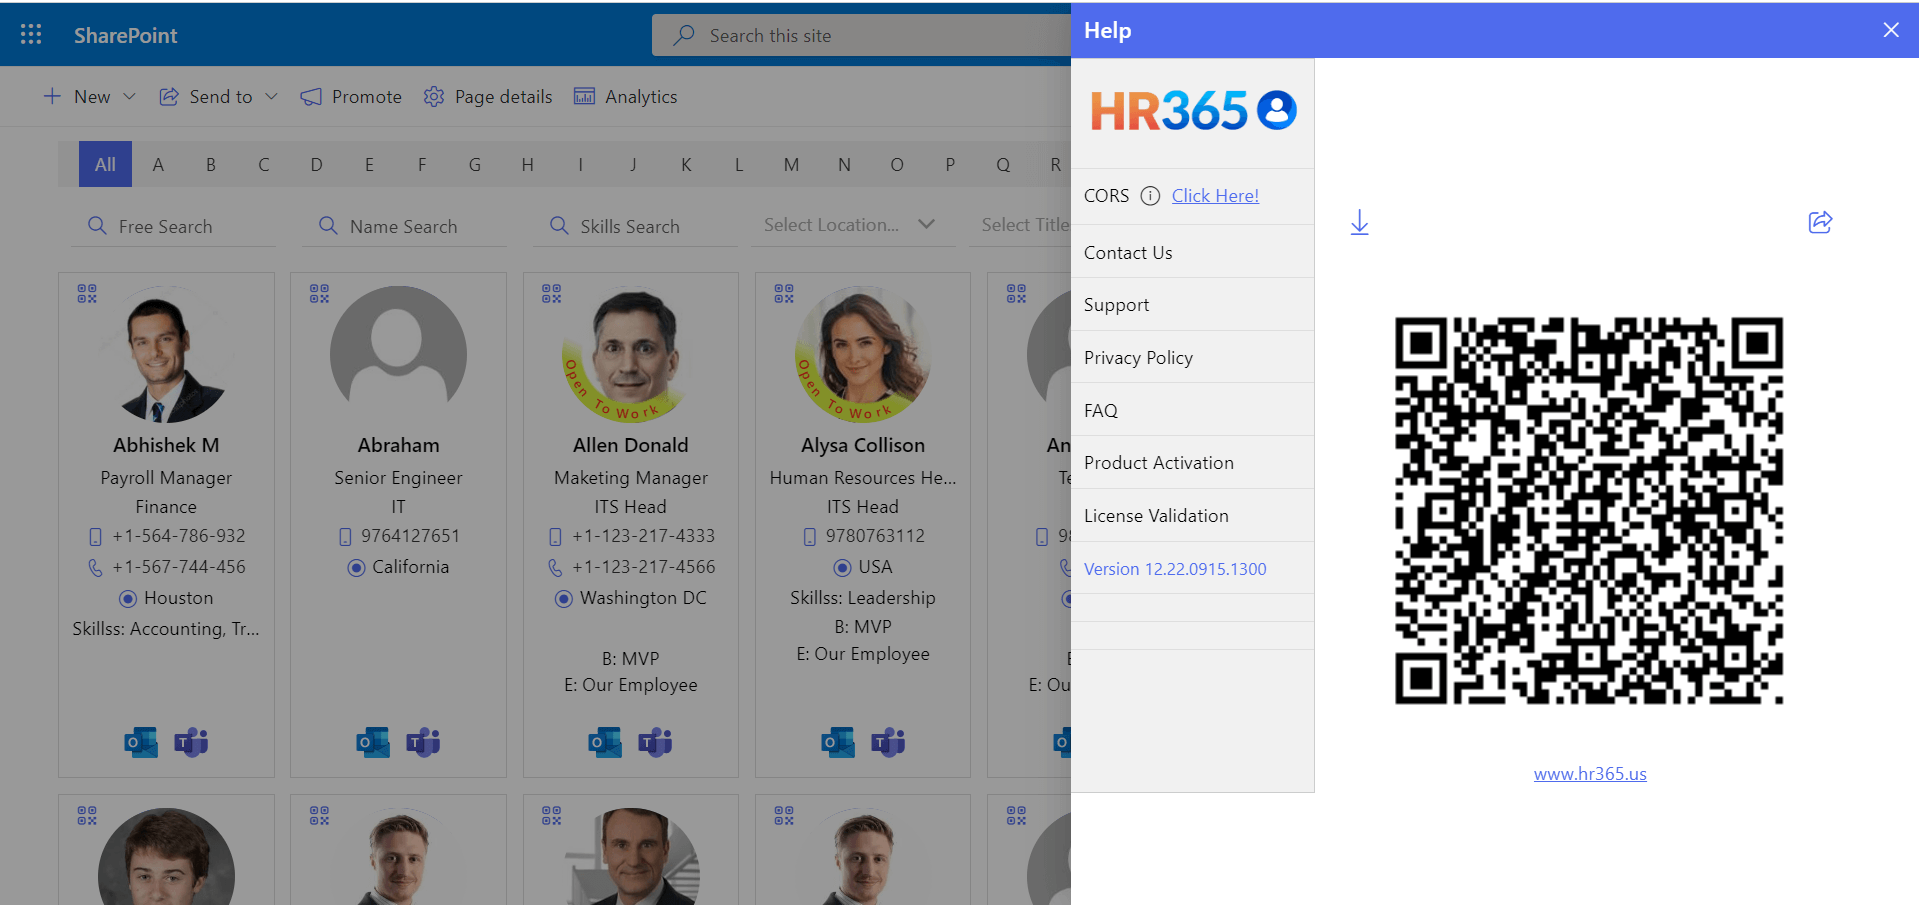 SharePoint
Search this site
New
Send to
Promote
Page details
Analytics
All A B C D E F G H I J K L M N O P Q R
Free Search
Name Search
Skills Search
Select Location...
Select Title
Abhishek M
Payroll Manager
Finance
+1-564-786-932
+1-567-744-456
Houston
Skillss: Accounting, Tr...
Abraham
Senior Engineer
IT
9764127651
California
Open To Work
Allen Donald
Maketing Manager
ITS Head
+1-123-217-4333
+1-123-217-4566
Washington DC
B: MVP
E: Our Employee
Open To Work
Alysa Collison
Human Resources He...
ITS Head
9780763112
USA
Skillss: Leadership
B: MVP
E: Our Employee
An
Te
98
E: Ou
Help
HR365
CORS Click Here!
Contact Us
Support
Privacy Policy
FAQ
Product Activation
License Validation
Version 12.22.0915.1300
www.hr365.us